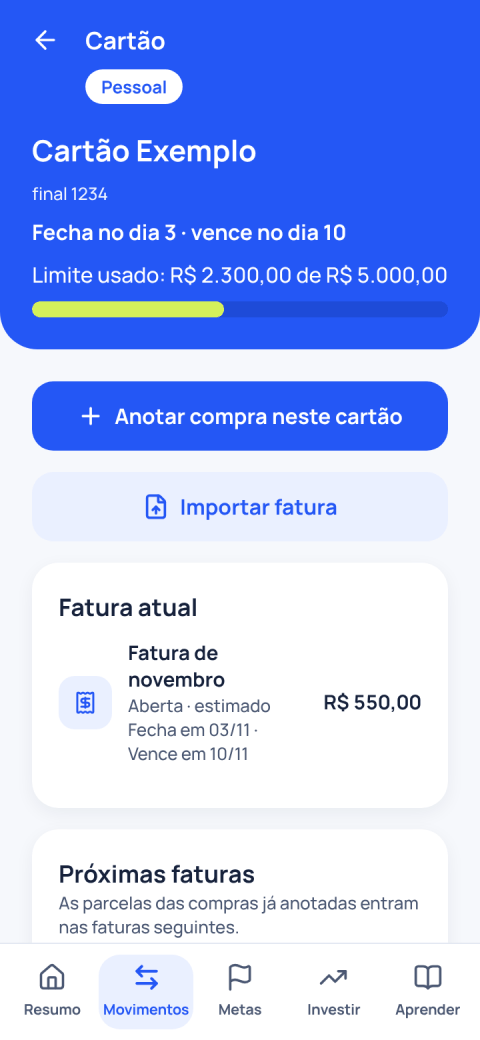 Cartão
Pessoal
Cartão Exemplo
final 1234
Fecha no dia 3 · vence no dia 10
Limite usado: R$ 2.300,00 de R$ 5.000,00
Anotar compra neste cartão
Importar fatura
Fatura atual
Fatura de
novembro
Aberta · estimado
Fecha em 03/11 ·
Vence em 10/11
R$ 550,00
Próximas faturas
As parcelas das compras já anotadas entram
nas faturas seguintes.
Resumo
Movimentos
Metas
Investir
Aprender